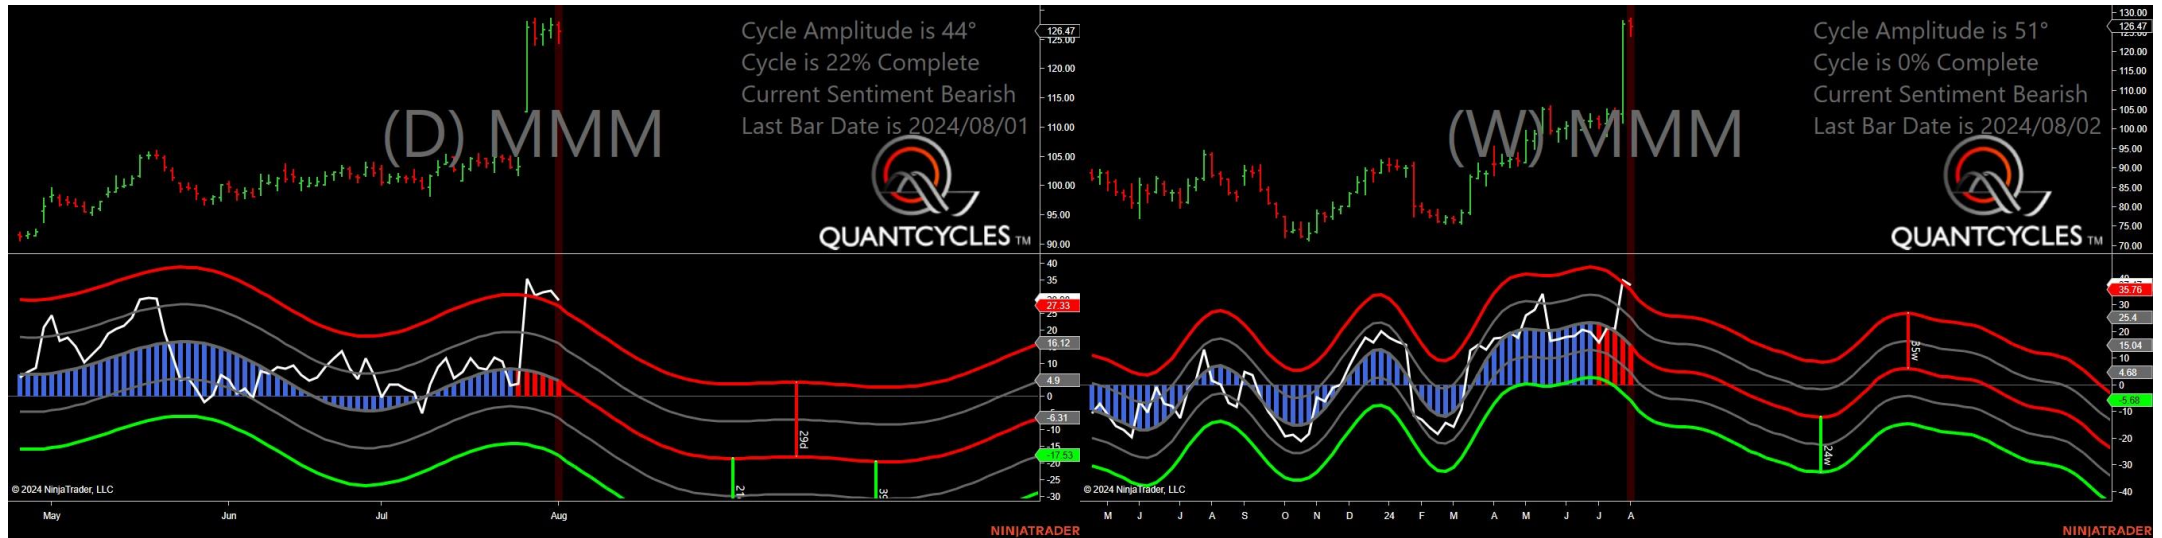 Cycle Amplitude is 44°
Cycle is 22% Complete
Current Sentiment Bearish
Last Bar Date is 2024/08/01
(D) MMM
QUANTCYCLES TM
126.47
125.00
120.00
115.00
110.00
105.00
100.00
95.00
90.00
40
35
27.33
25
20
16.12
10
4.9
0
-6.31
-10
-15
-17.53
-20
-25
-30
29d
© 2024 NinjaTrader, LLC
May
Jun
Jul
Aug
NINJATRADER
Cycle Amplitude is 51°
Cycle is 0% Complete
Current Sentiment Bearish
Last Bar Date is 2024/08/02
(W) MMM
QUANTCYCLES TM
130.00
126.47
120.00
115.00
110.00
105.00
100.00
95.00
90.00
85.00
80.00
75.00
70.00
35.76
30
25.4
20
15.04
10
4.68
0
-5.68
-10
-20
-30
-40
35w
24w
© 2024 NinjaTrader, LLC
M J J A S O N D 24 F M A M J J A
NINJATRADER